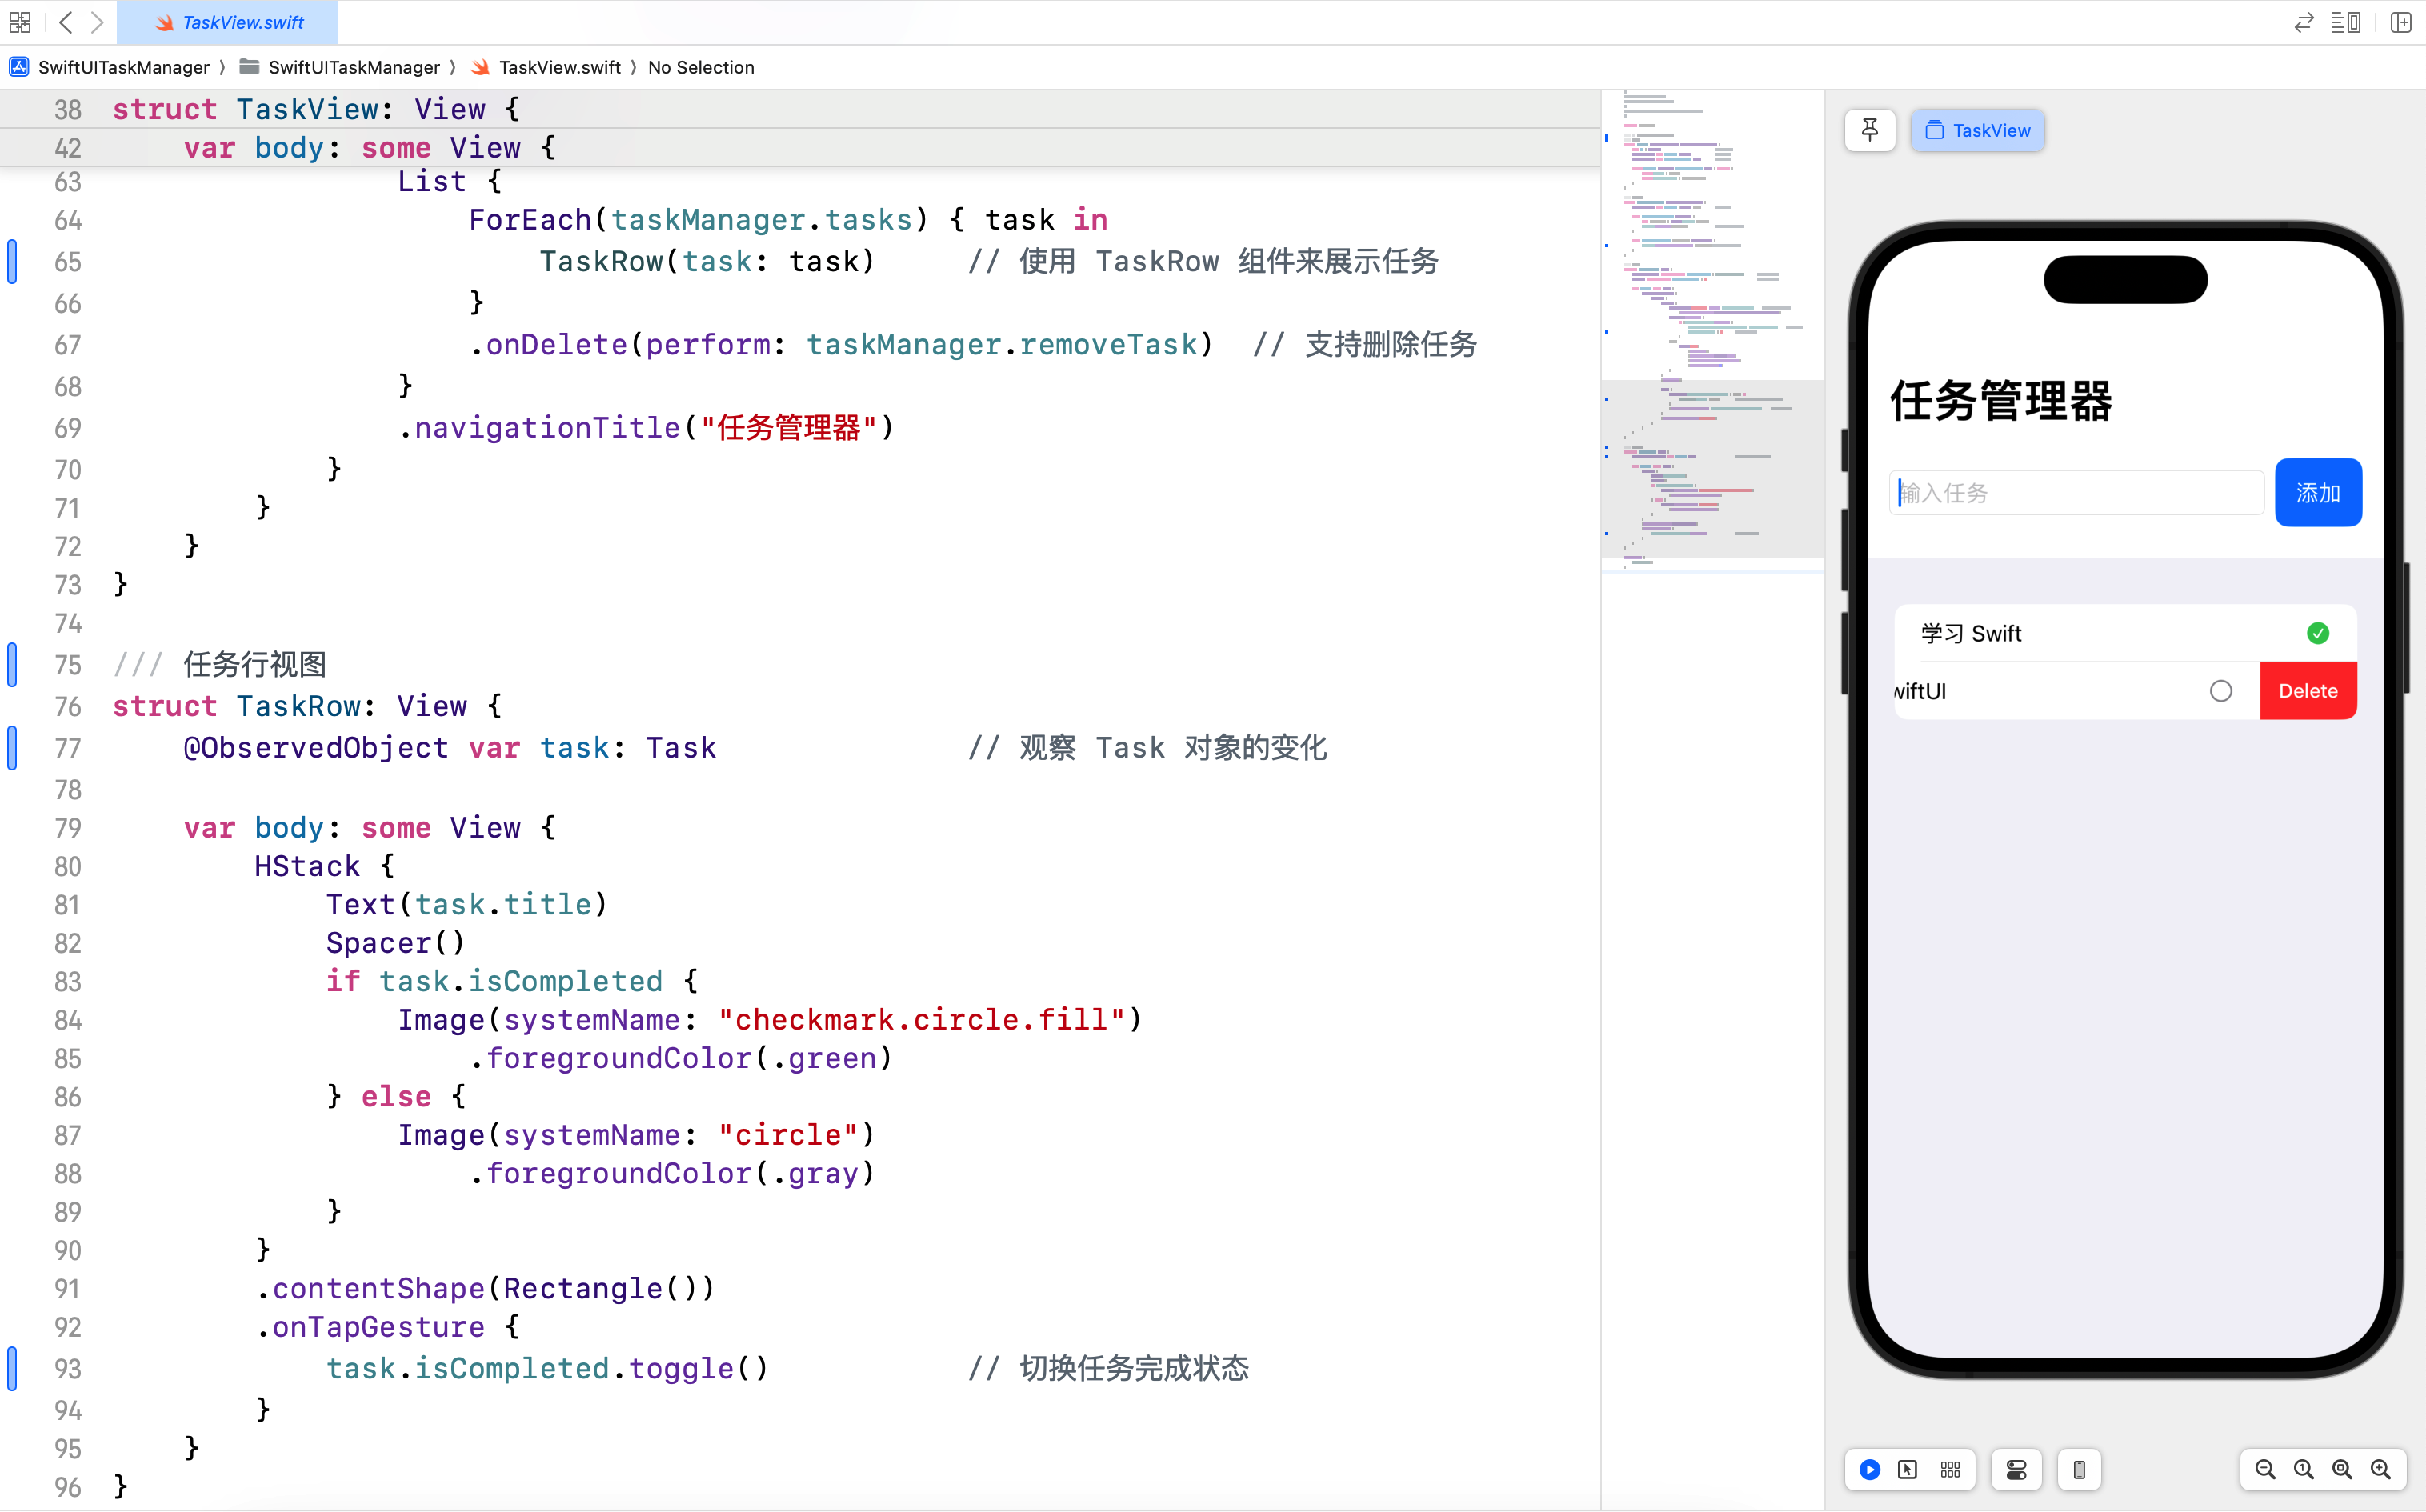 TaskView.swift
SwiftUITaskManager 〉 SwiftUITaskManager 〉 TaskView.swift 〉 No Selection
38 struct TaskView: View {
42     var body: some View {
63                 List {
64                     ForEach(taskManager.tasks) { task in
65                         TaskRow(task: task)     // 使用 TaskRow 组件来展示任务
66                     }
67                     .onDelete(perform: taskManager.removeTask)  // 支持删除任务
68                 }
69                 .navigationTitle("任务管理器")
70             }
71         }
72     }
73 }
74
75 /// 任务行视图
76 struct TaskRow: View {
77     @ObservedObject var task: Task              // 观察 Task 对象的变化
78
79     var body: some View {
80         HStack {
81             Text(task.title)
82             Spacer()
83             if task.isCompleted {
84                 Image(systemName: "checkmark.circle.fill")
85                     .foregroundColor(.green)
86             } else {
87                 Image(systemName: "circle")
88                     .foregroundColor(.gray)
89             }
90         }
91         .contentShape(Rectangle())
92         .onTapGesture {
93             task.isCompleted.toggle()           // 切换任务完成状态
94         }
95     }
96 }
TaskView
任务管理器
输入任务 添加
学习 Swift
wiftUI Delete